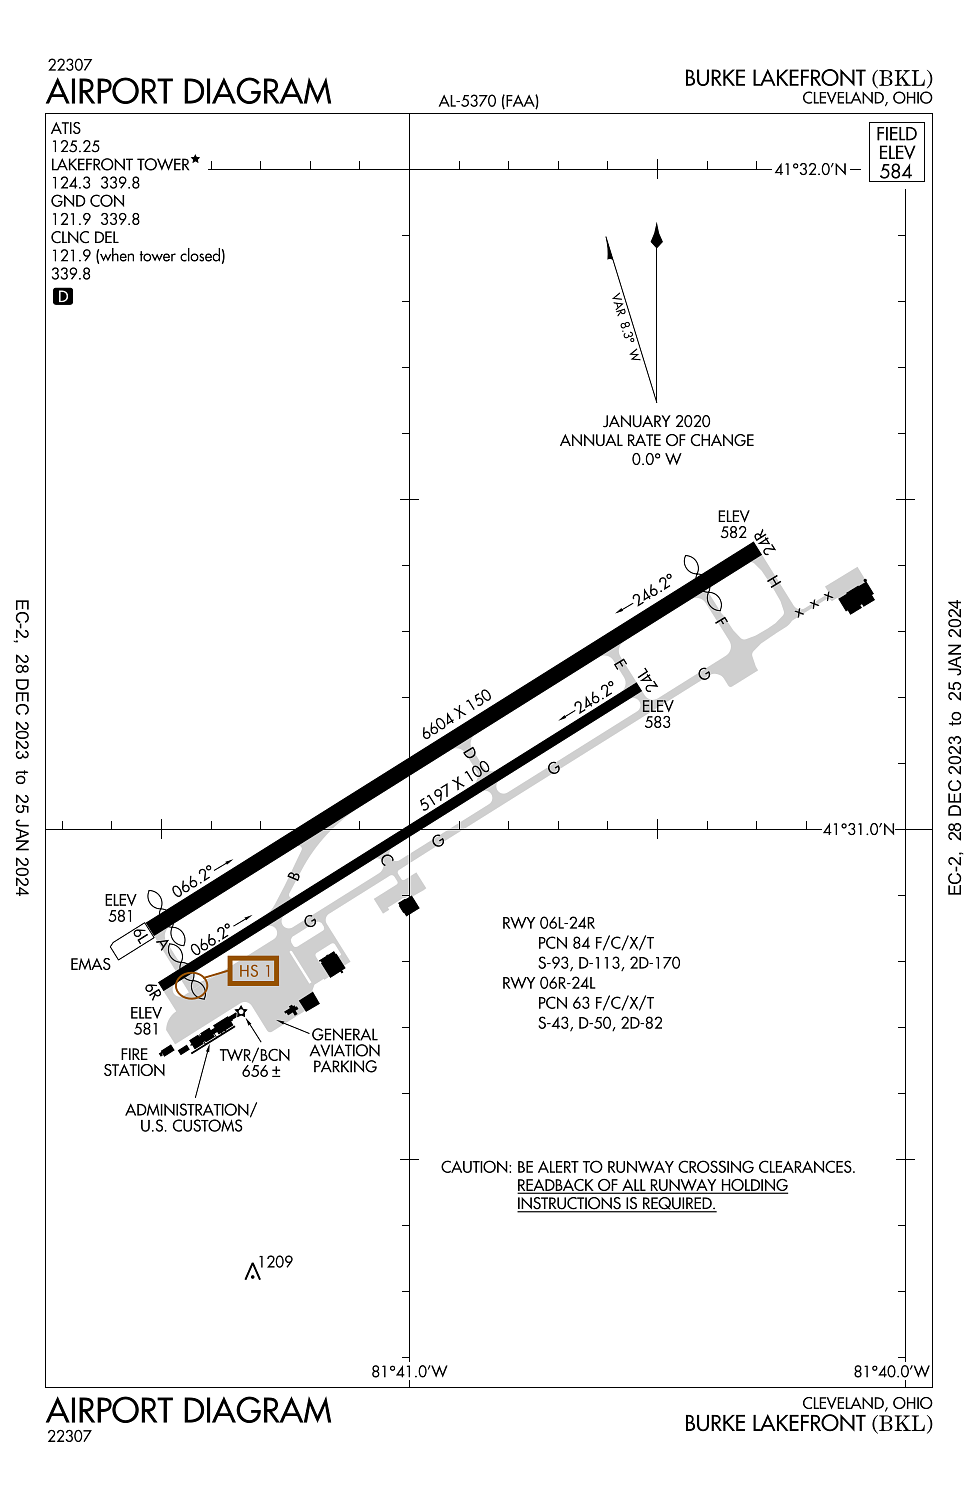 22307
AIRPORT DIAGRAM
AL-5370 (FAA)
BURKE LAKEFRONT (BKL)
CLEVELAND, OHIO
ATIS
125.25
LAKEFRONT TOWER★
124.3 339.8
GND CON
121.9 339.8
CLNC DEL
121.9 (when tower closed)
339.8
D
FIELD
ELEV
584
41°32.0'N
VAR 8.3° W
JANUARY 2020
ANNUAL RATE OF CHANGE
0.0° W
ELEV
582
24R
H
X X X
246.2°
F
E
24L
G
246.2°
ELEV
583
6604 X 150
D
5197 X 100
G
41°31.0'N
G
C
B
066.2°
ELEV
581
6L
A
066.2°
G
EMAS
HS 1
6R
ELEV
581
FIRE
STATION
TWR/BCN
656 ±
GENERAL
AVIATION
PARKING
ADMINISTRATION/
U.S. CUSTOMS
RWY 06L-24R
PCN 84 F/C/X/T
S-93, D-113, 2D-170
RWY 06R-24L
PCN 63 F/C/X/T
S-43, D-50, 2D-82
CAUTION: BE ALERT TO RUNWAY CROSSING CLEARANCES.
READBACK OF ALL RUNWAY HOLDING
INSTRUCTIONS IS REQUIRED.
1209
81°41.0'W
81°40.0'W
EC-2, 28 DEC 2023 to 25 JAN 2024
EC-2, 28 DEC 2023 to 25 JAN 2024
AIRPORT DIAGRAM
22307
CLEVELAND, OHIO
BURKE LAKEFRONT (BKL)